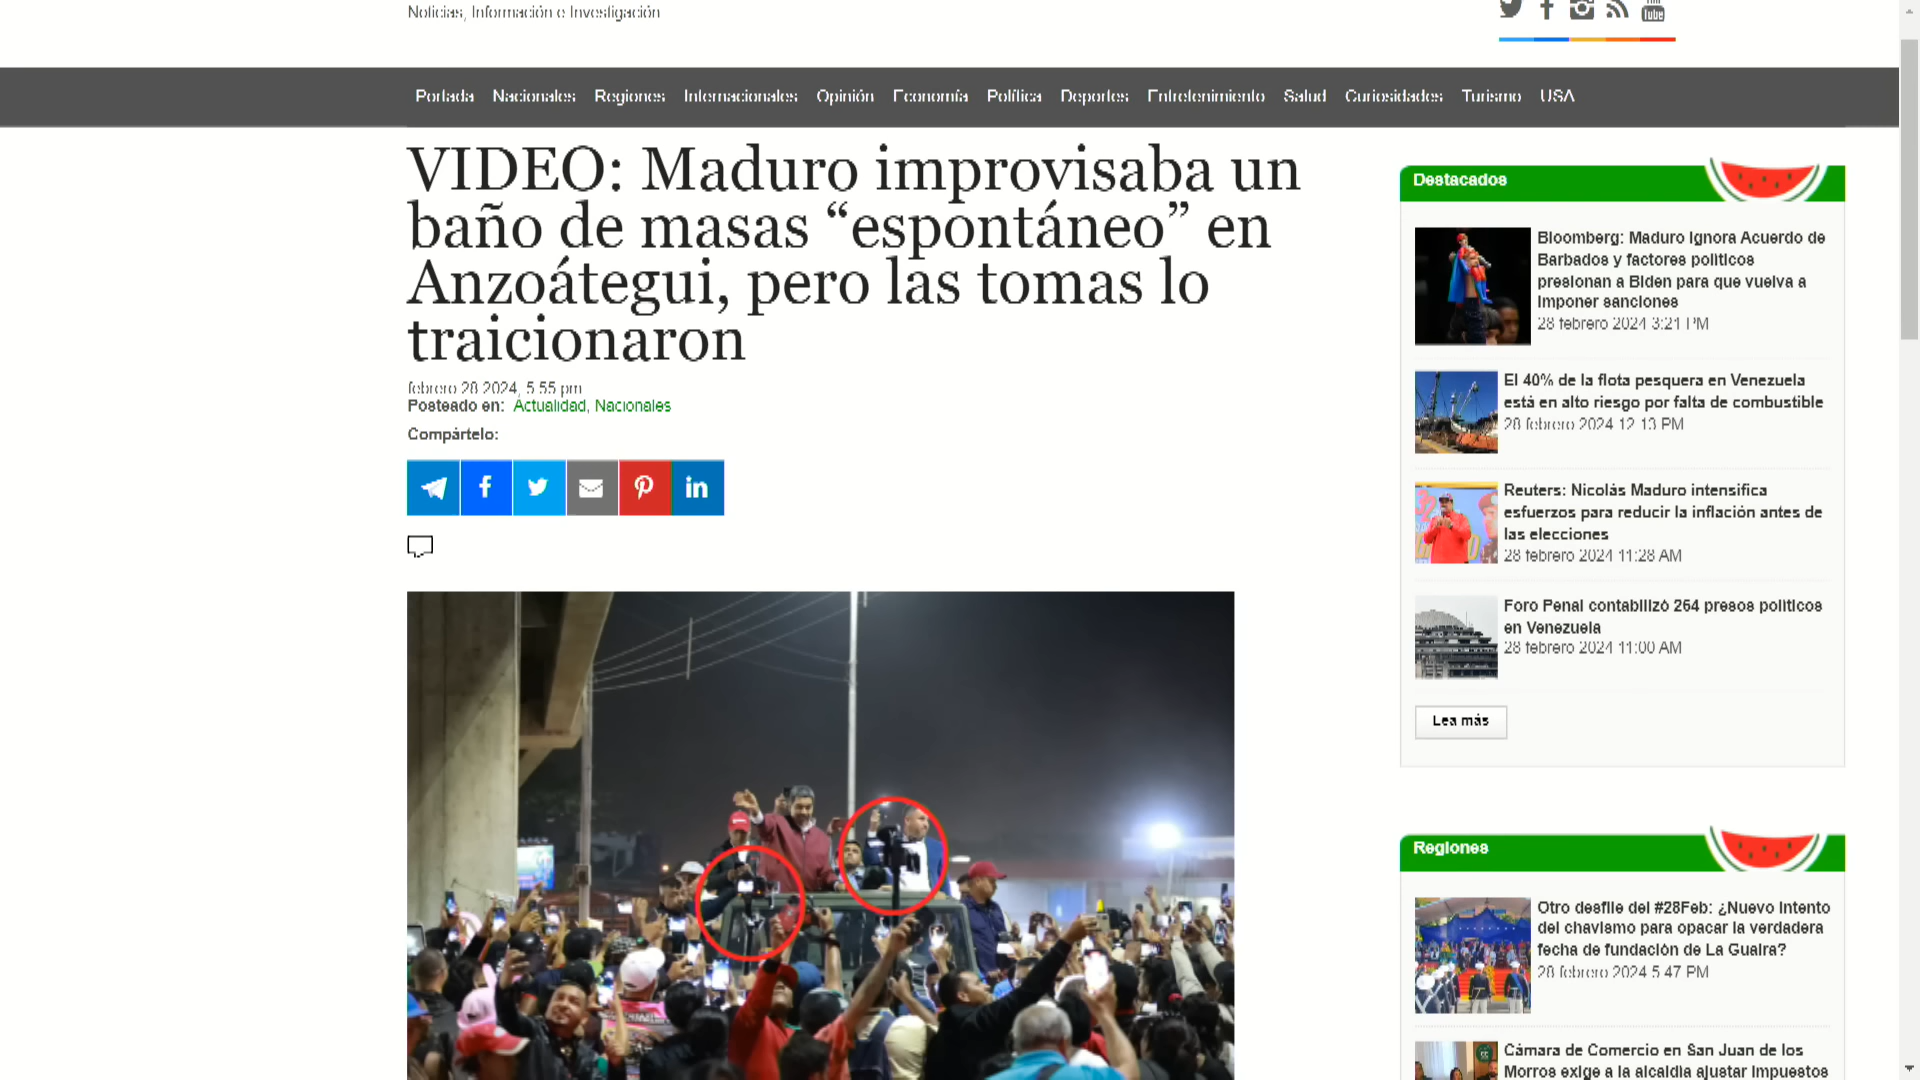 Noticias, Información e Investigación
Portada Nacionales Regiones Internacionales Opinión Economía Política Deportes Entretenimiento Salud Curiosidades Turismo USA
VIDEO: Maduro improvisaba un
baño de masas “espontáneo” en
Anzoátegui, pero las tomas lo
traicionaron
febrero 28 2024, 5:55 pm
Posteado en: Actualidad, Nacionales
Compártelo:
Destacados
Bloomberg: Maduro Ignora Acuerdo de
Barbados y factores políticos
presionan a Biden para que vuelva a
imponer sanciones
28 febrero 2024 3:21 PM
El 40% de la flota pesquera en Venezuela
está en alto riesgo por falta de combustible
28 febrero 2024 12:13 PM
Reuters: Nicolás Maduro intensifica
esfuerzos para reducir la inflación antes de
las elecciones
28 febrero 2024 11:28 AM
Foro Penal contabilizó 264 presos políticos
en Venezuela
28 febrero 2024 11:00 AM
Lea más
Regiones
Otro desfile del #28Feb: ¿Nuevo intento
del chavismo para opacar la verdadera
fecha de fundación de La Guaira?
28 febrero 2024 5:47 PM
Cámara de Comercio en San Juan de los
Morros exige a la alcaldía ajustar impuestos